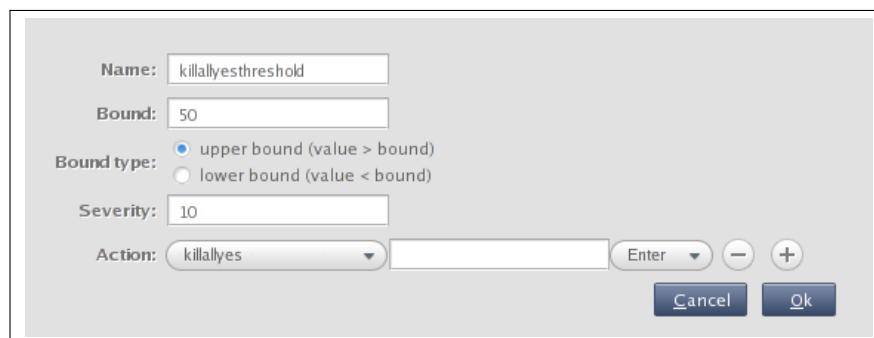 Name: killallyesthreshold
Bound: 50
Bound type: upper bound (value > bound)
lower bound (value < bound)
Severity: 10
Action: killallyes Enter
Cancel Ok